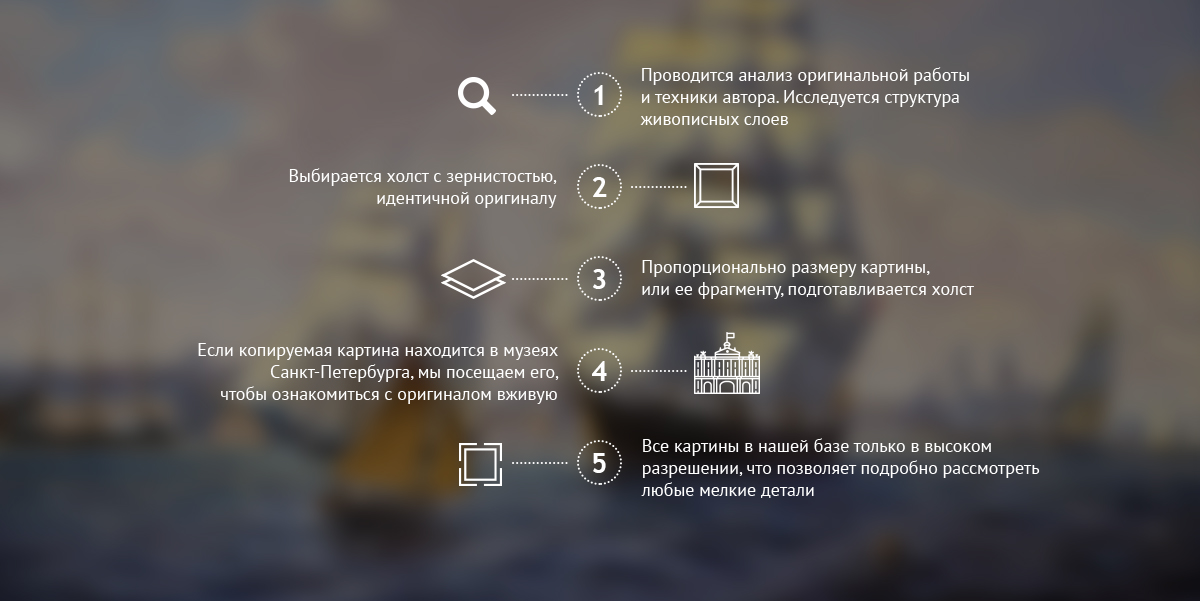 1
Проводится анализ оригинальной работы
и техники автора. Исследуется структура
живописных слоев
Выбирается холст с зернистостью,
идентичной оригиналу
2
3
Пропорционально размеру картины,
или ее фрагменту, подготавливается холст
Если копируемая картина находится в музеях
Санкт-Петербурга, мы посещаем его,
чтобы ознакомиться с оригиналом вживую
4
5
Все картины в нашей базе только в высоком
разрешении, что позволяет подробно рассмотреть
любые мелкие детали